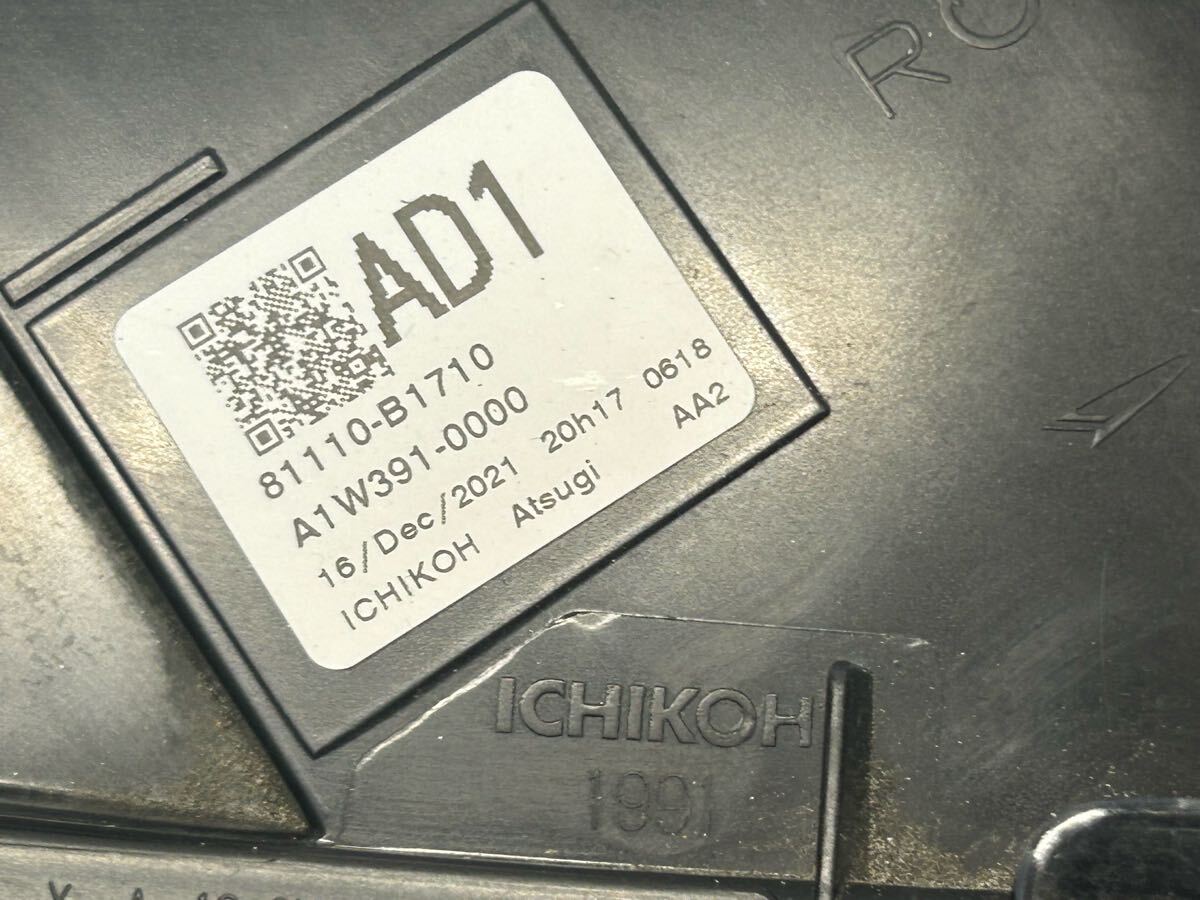 AD1
81110-B1710
A1W391-0000
16/Dec/2021 20h17 0618
ICHIKOH Atsugi AA2
ICHIKOH
1991